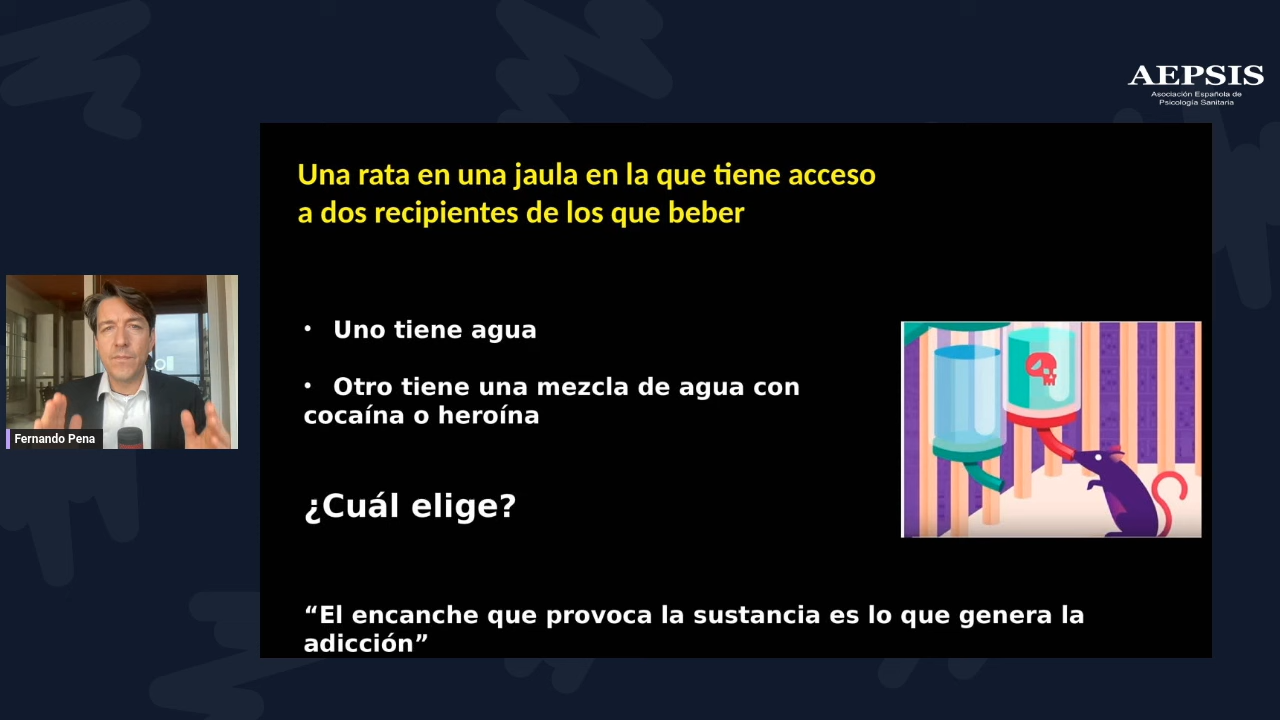 AEPSIS
Asociación Española de
Psicología Sanitaria
Una rata en una jaula en la que tiene acceso
a dos recipientes de los que beber
• Uno tiene agua
• Otro tiene una mezcla de agua con
cocaína o heroína
¿Cuál elige?
“El encanche que provoca la sustancia es lo que genera la
adicción”
Fernando Pena